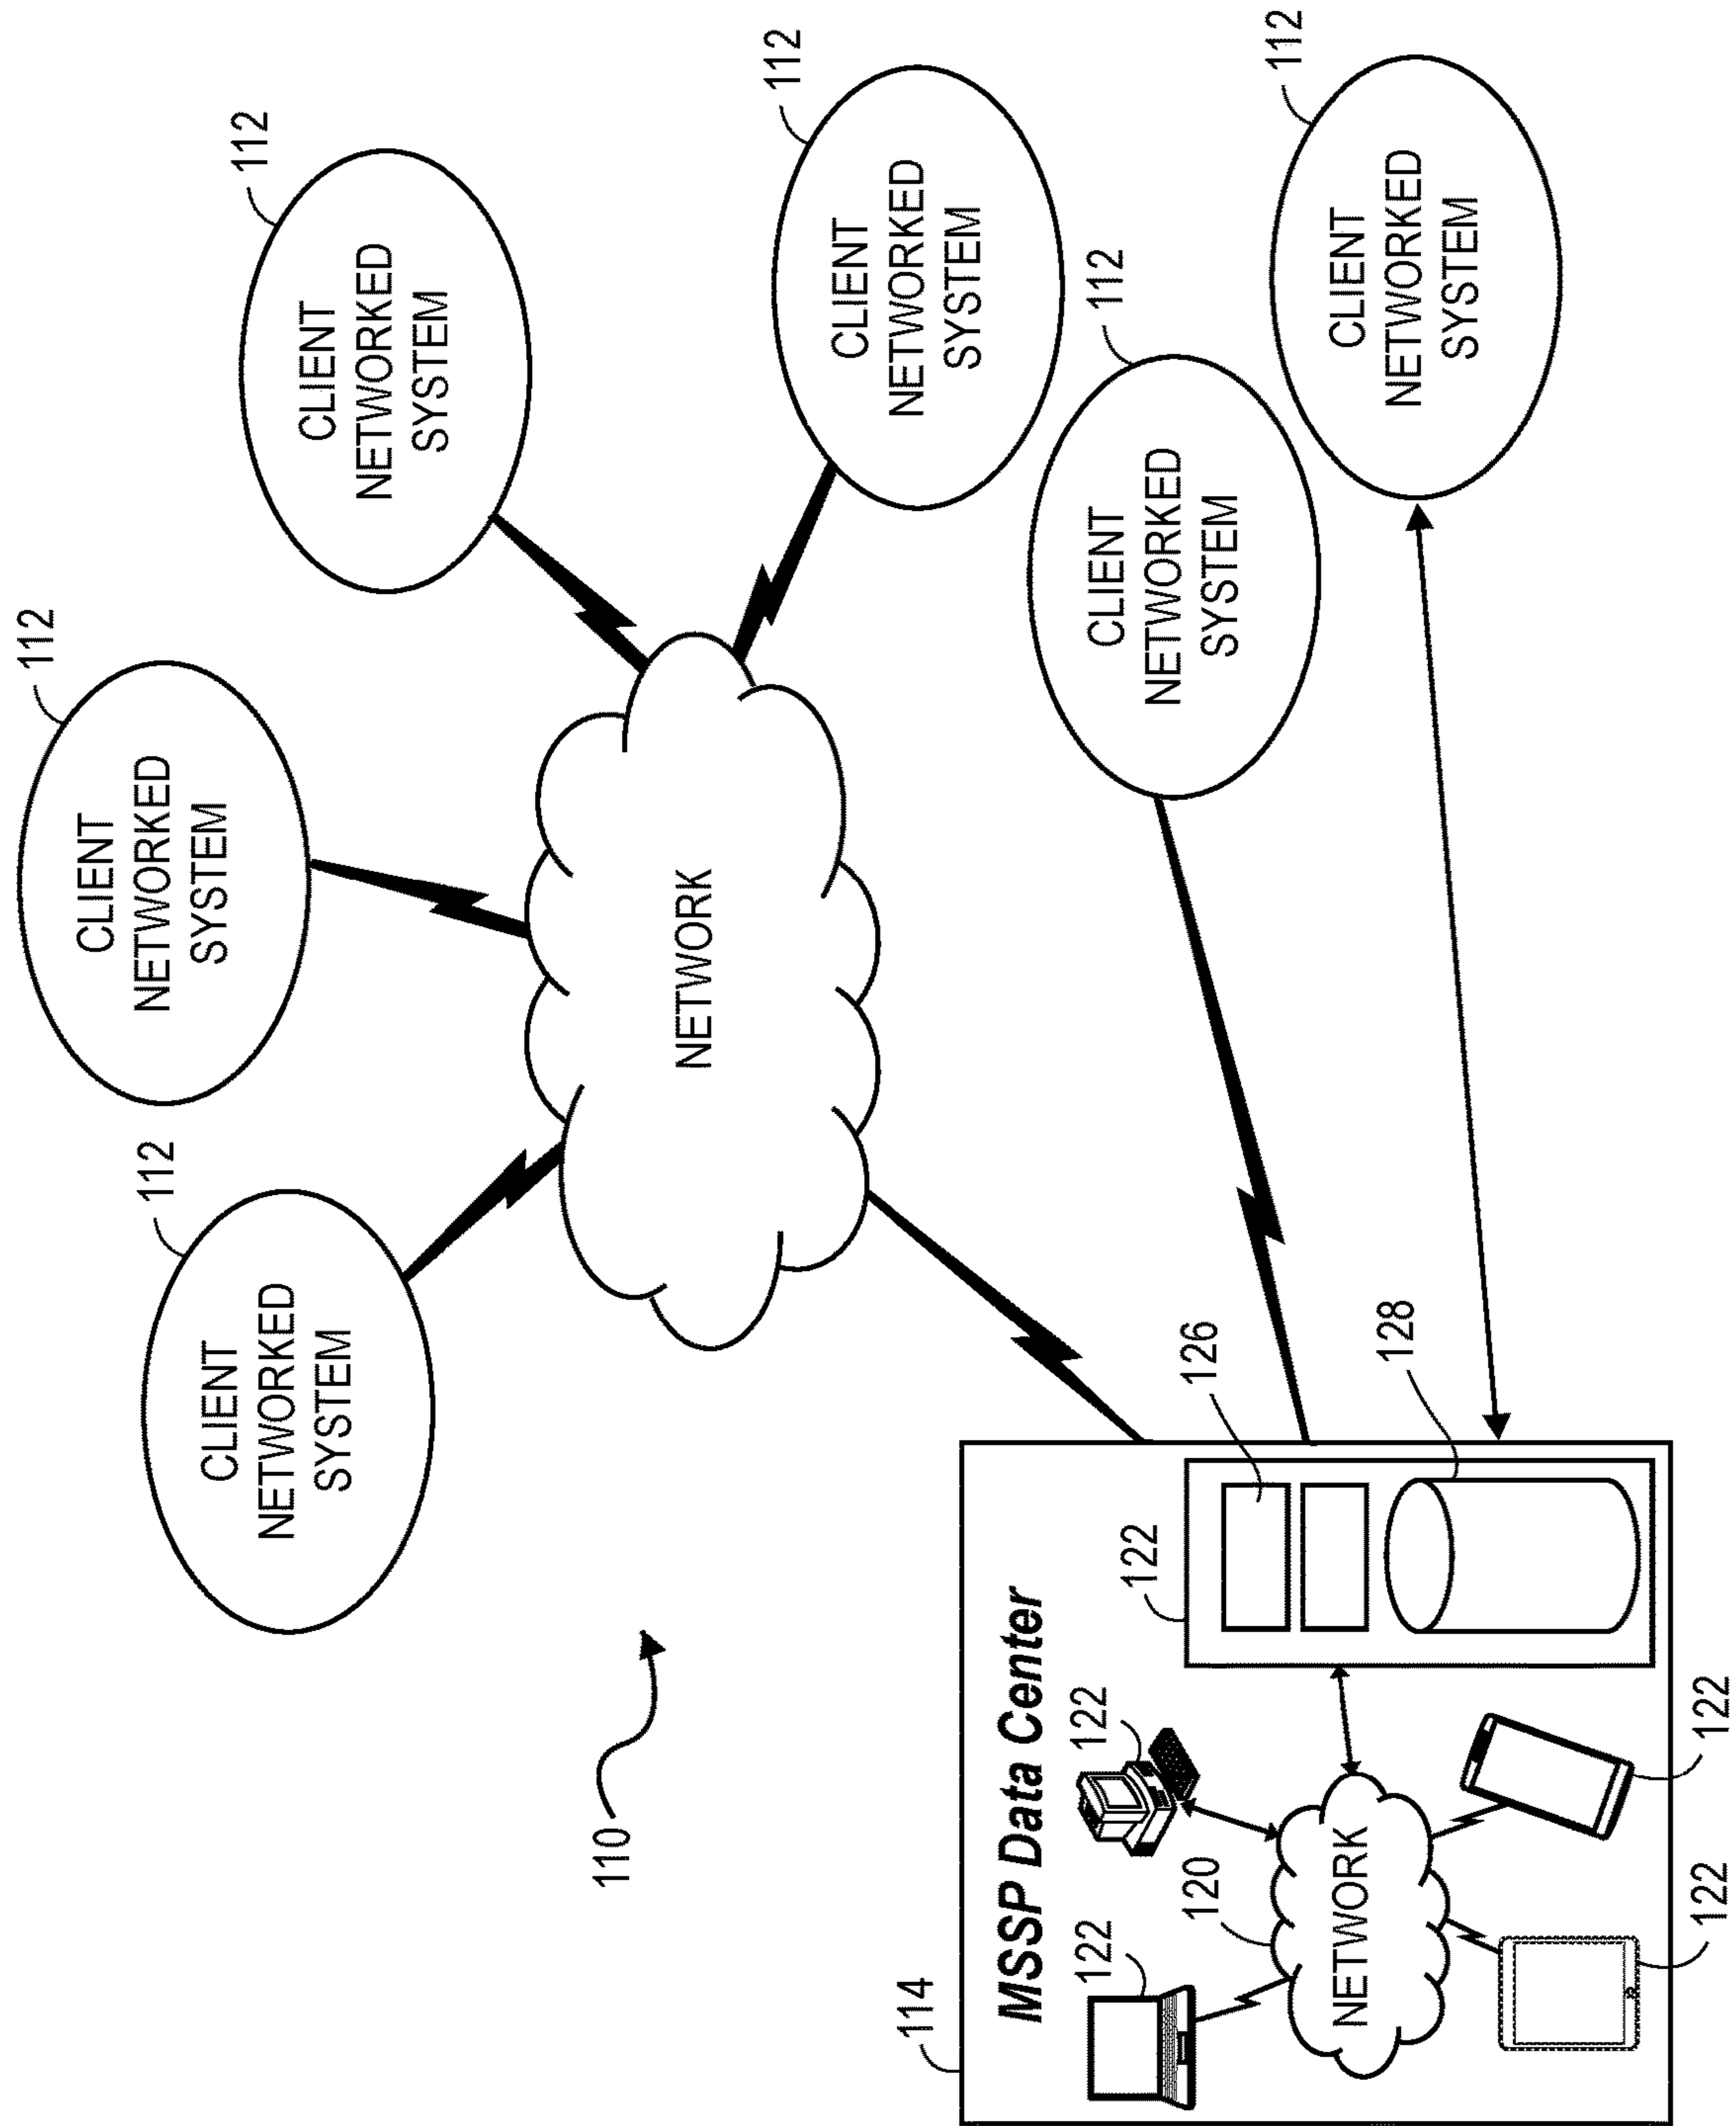 112
CLIENT
NETWORKED
SYSTEM
112
CLIENT
NETWORKED
SYSTEM
112
CLIENT
NETWORKED
SYSTEM
110
NETWORK
112
CLIENT
NETWORKED
SYSTEM
112
CLIENT
NETWORKED
SYSTEM
112
CLIENT
NETWORKED
SYSTEM
114
MSSP Data Center
122
122
122
120
126
NETWORK
128
122
122